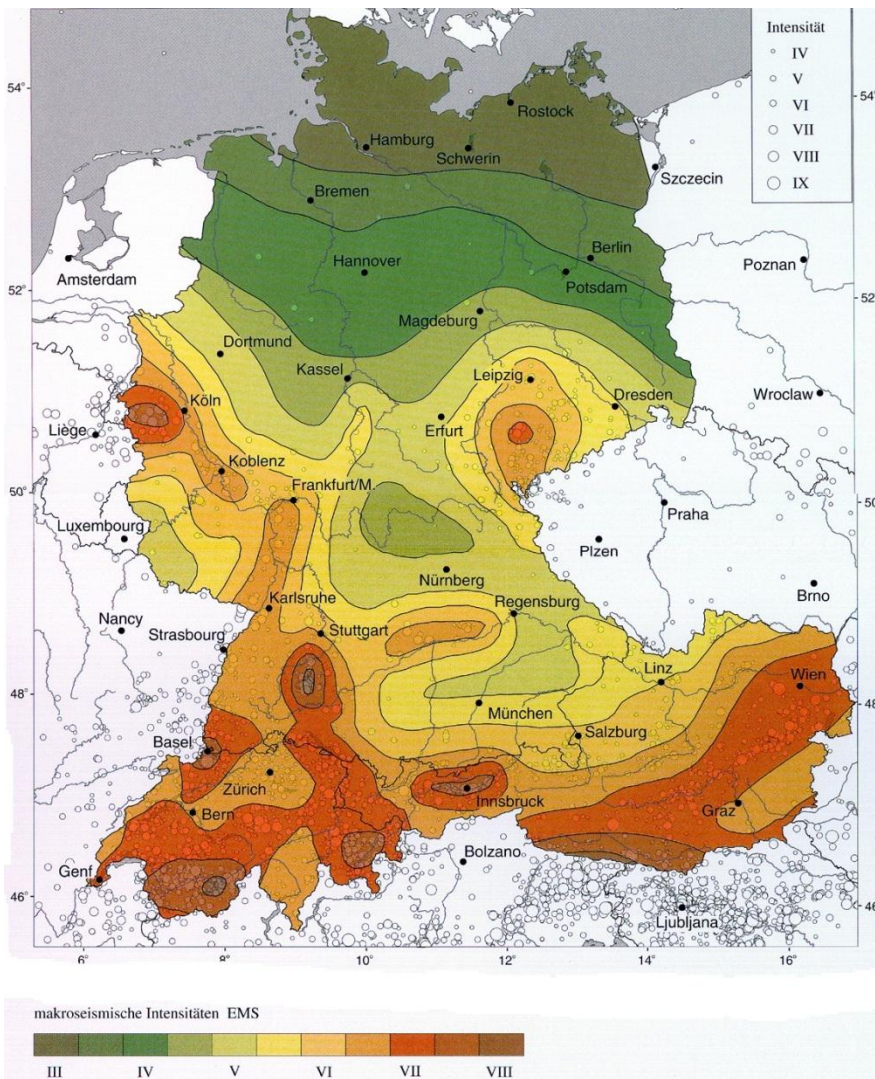 Intensität
IV
V
VI
VII
VIII
IX
54°
54°
Rostock
Hamburg
Schwerin
Szczecin
Bremen
Berlin
Hannover
Poznan
Amsterdam
Potsdam
52°
52°
Magdeburg
Dortmund
Kassel
Leipzig
Dresden
Wroclaw
Köln
Liège
Erfurt
Koblenz
Frankfurt/M.
50°
50°
Praha
Luxembourg
Plzen
Nürnberg
Brno
Karlsruhe
Regensburg
Nancy
Strasbourg
Stuttgart
Linz
Wien
48°
48°
München
Salzburg
Basel
Zürich
Innsbruck
Graz
Bern
Genf
Bolzano
46°
46°
Ljubljana
6° 8° 10 12° 14° 16°
makroseismische Intensitäten EMS
III IV V VI VII VIII